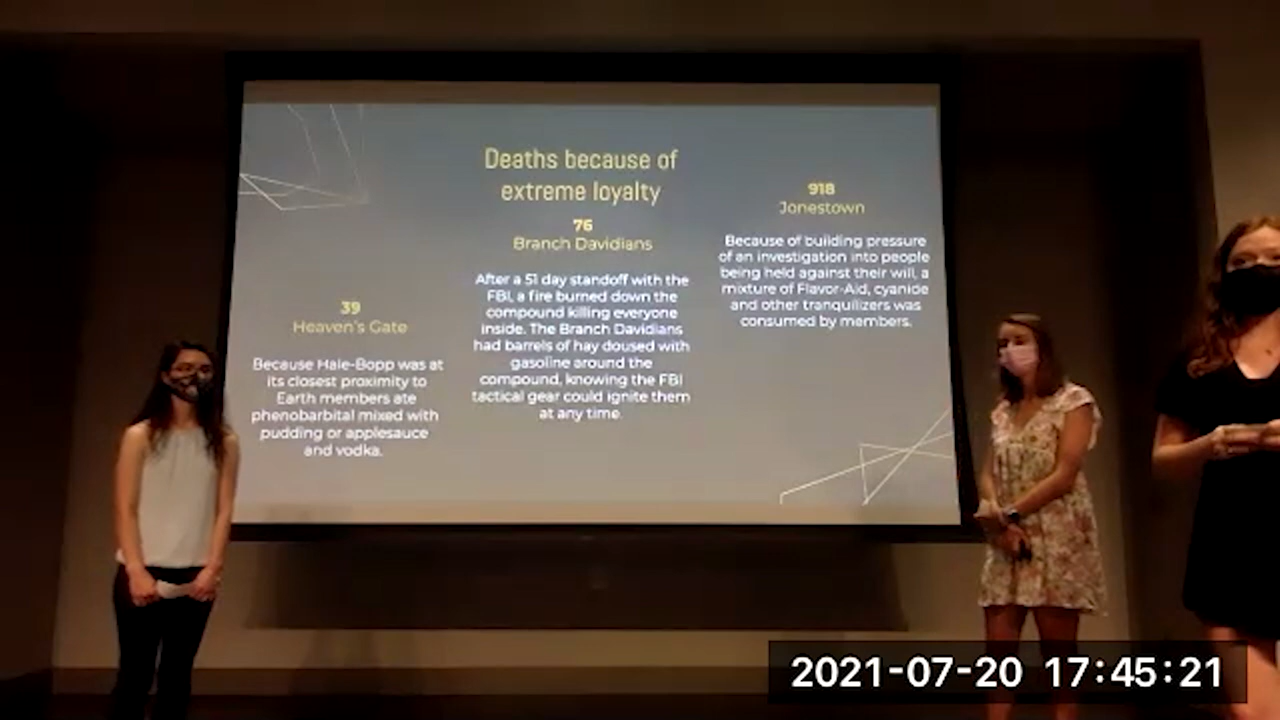 Deaths because of
extreme loyalty
39
Heaven's Gate
Because Hale-Bopp was at
its closest proximity to
Earth members ate
phenobarbital mixed with
pudding or applesauce
and vodka.
76
Branch Davidians
After a 51 day standoff with the
FBI, a fire burned down the
compound killing everyone
inside. The Branch Davidians
had barrels of hay doused with
gasoline around the
compound, knowing the FBI
tactical gear could ignite them
at any time.
918
Jonestown
Because of building pressure
of an investigation into people
being held against their will, a
mixture of Flavor-Aid, cyanide
and other tranquilizers was
consumed by members.
2021-07-20 17:45:21